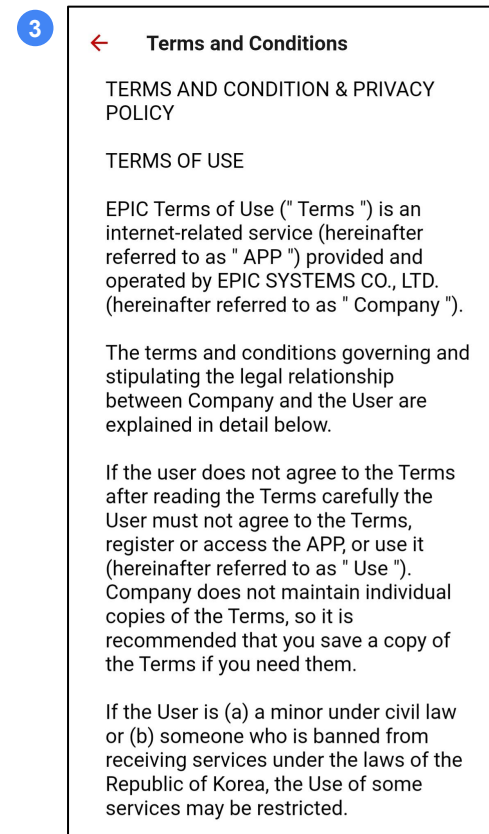 3
Terms and Conditions
TERMS AND CONDITION & PRIVACY
POLICY
TERMS OF USE
EPIC Terms of Use (" Terms ") is an
internet-related service (hereinafter
referred to as " APP ") provided and
operated by EPIC SYSTEMS CO., LTD.
(hereinafter referred to as " Company ").
The terms and conditions governing and
stipulating the legal relationship
between Company and the User are
explained in detail below.
If the user does not agree to the Terms
after reading the Terms carefully the
User must not agree to the Terms,
register or access the APP, or use it
(hereinafter referred to as " Use ").
Company does not maintain individual
copies of the Terms, so it is
recommended that you save a copy of
the Terms if you need them.
If the User is (a) a minor under civil law
or (b) someone who is banned from
receiving services under the laws of the
Republic of Korea, the Use of some
services may be restricted.